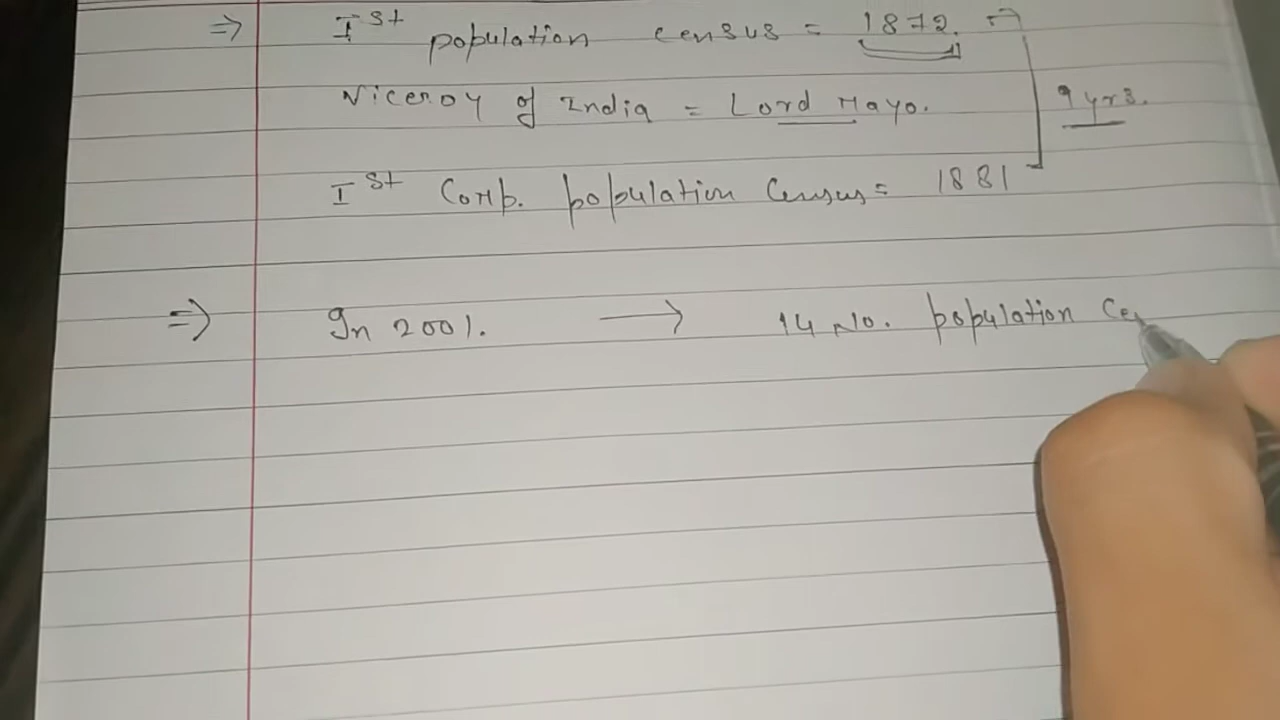 ⇒ Ist population census = 1872.
Viceroy of India = Lord Mayo.
9 yrs.
Ist Comp. population Census = 1881
⇒ In 2001. → 14 No. population Cen